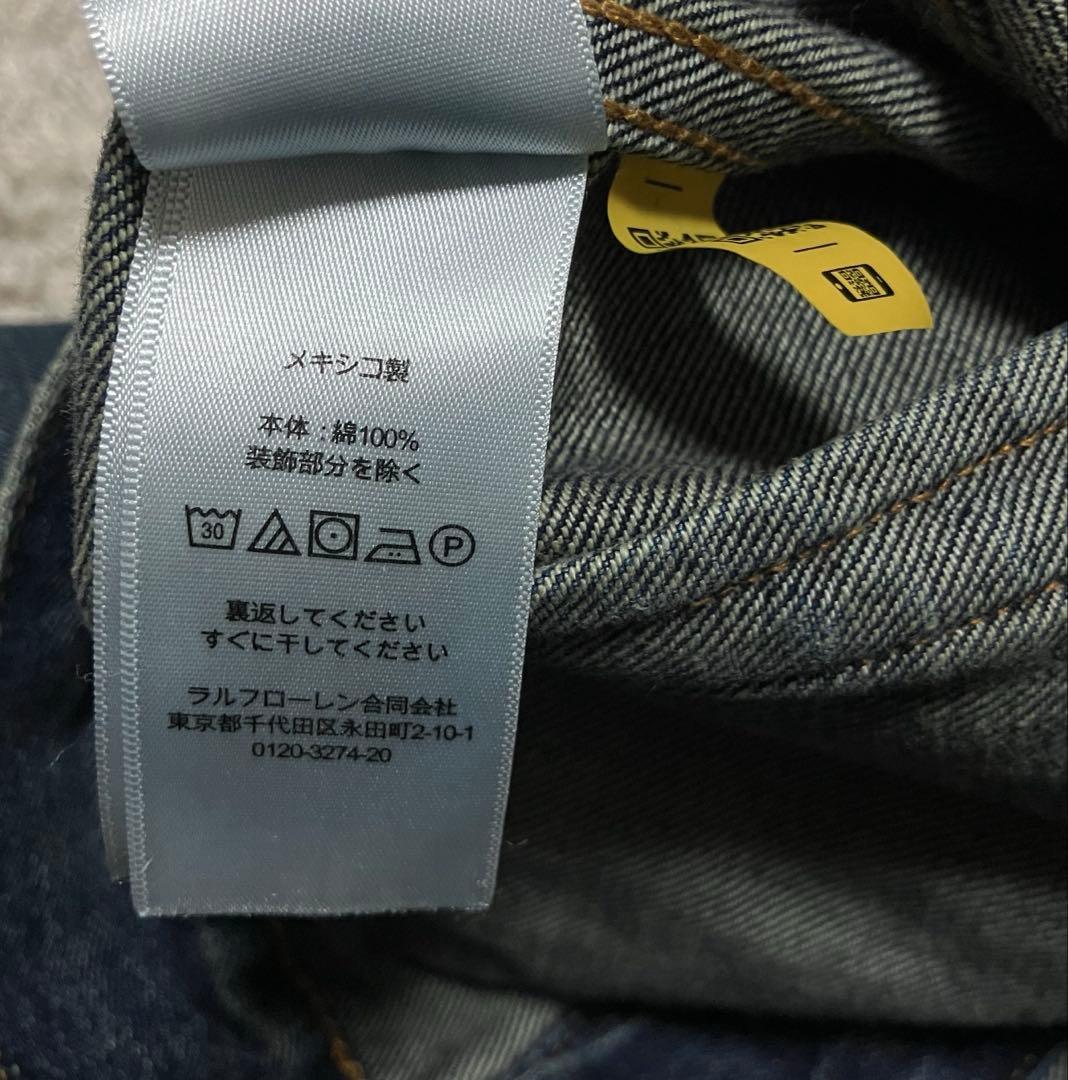 メキシコ製
本体：綿100%
装飾部分を除く
30
P
裏返してください
すぐに干してください
ラルフローレン合同会社
東京都千代田区永田町2-10-1
0120-3274-20